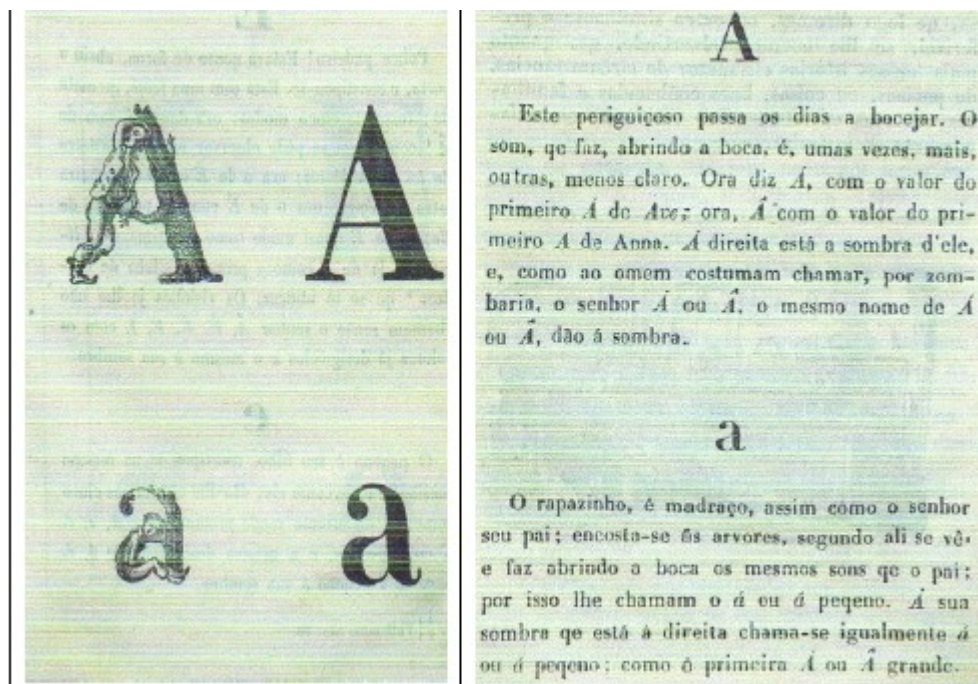 A A
a a
A
Este periguiçoso passa os dias a bocejar. O
som, qe faz, abrindo a boca, é, umas vezes, mais,
outras, menos claro. Ora diz Á, com o valor do
primeiro Á de Ave; ora, Â com o valor do pri-
meiro A de Anna. Á direita está a sombra d'ele,
e, como ao omem costumam chamar, por zom-
baria, o senhor Á ou Â, o mesmo nome de Á
ou Â, dão á sombra.
a
O rapazinho, é madraço, assim como o senhor
seu pai; encosta-se ás arvores, segundo ali se vê
e faz abrindo a boca os mesmos sons qe o pai;
por isso lhe chamam o á ou â peqeno. Á sua
sombra qe está á direita chama-se igualmente á
ou â peqeno; como á primeira Á ou Â grande.